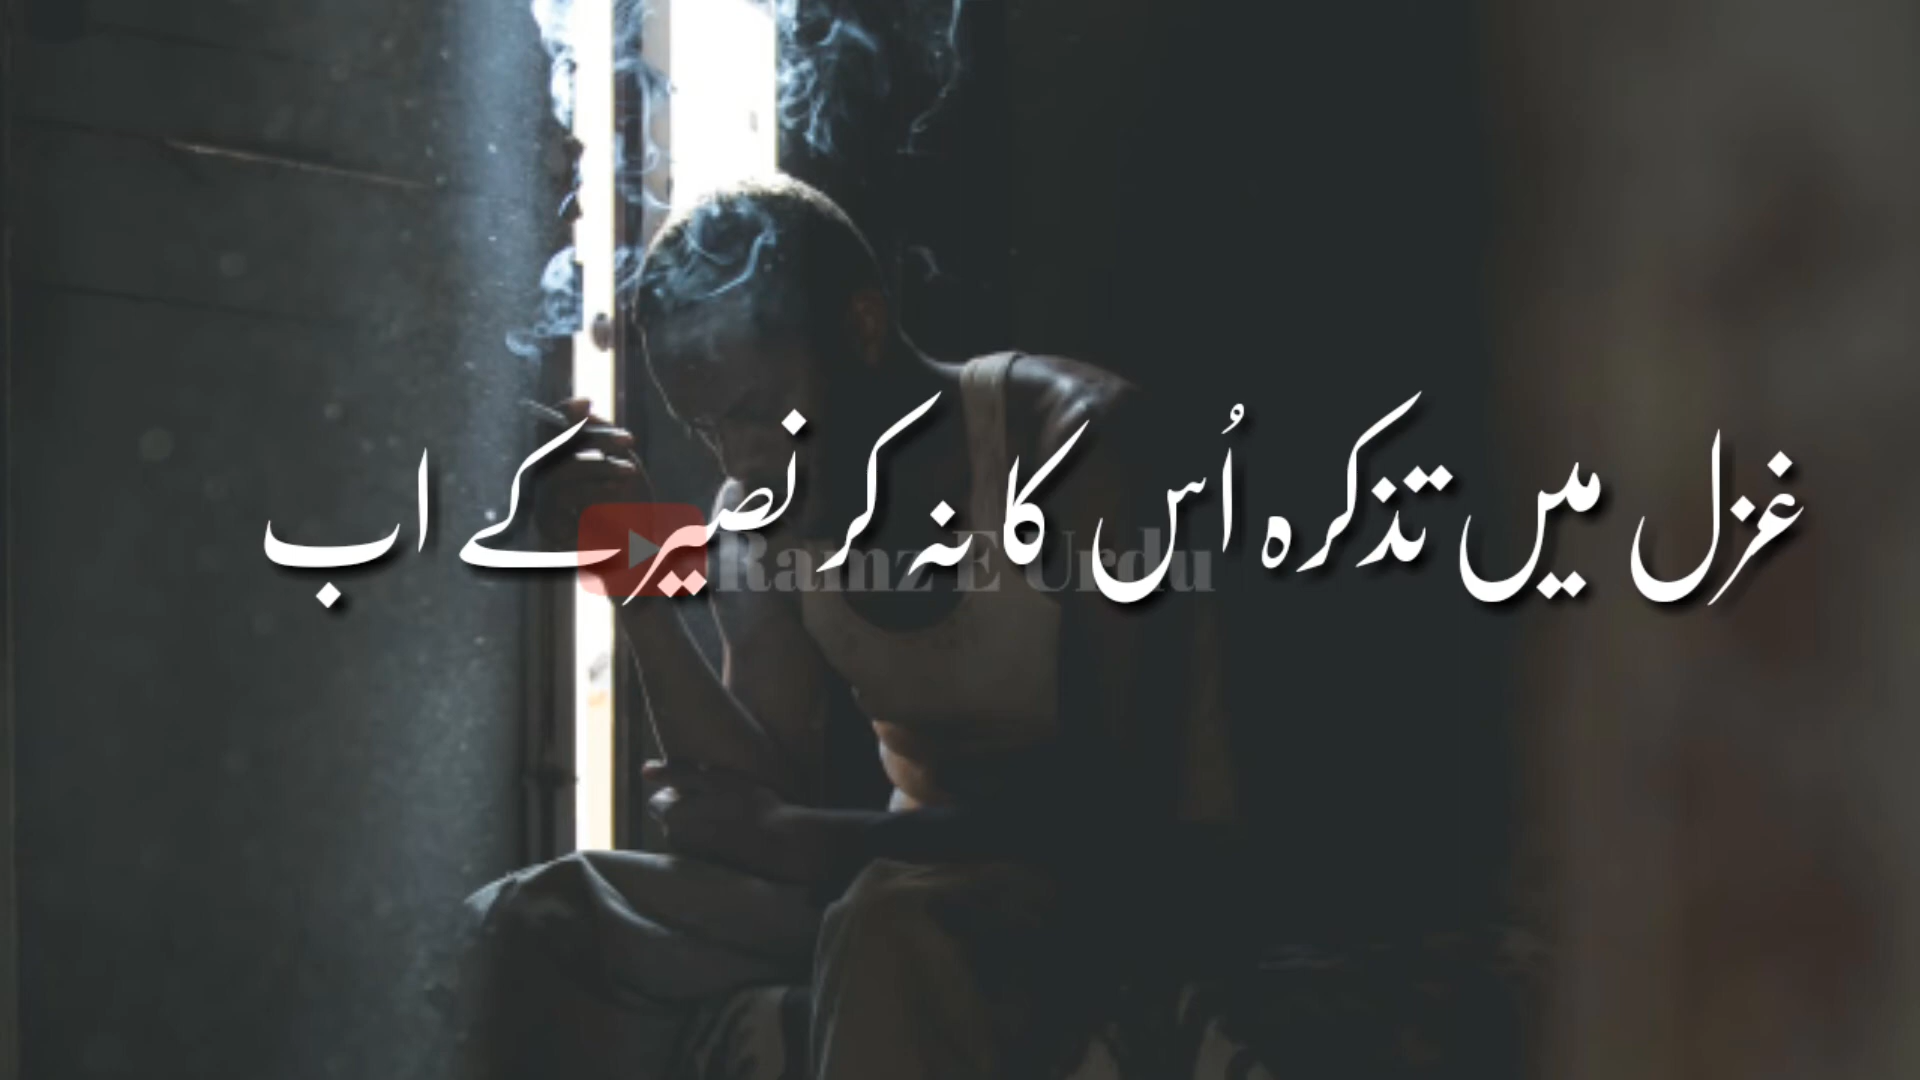 غزل میں تذکرہ اُس کا نہ کر نصیر کے اب
Ramz E Urdu